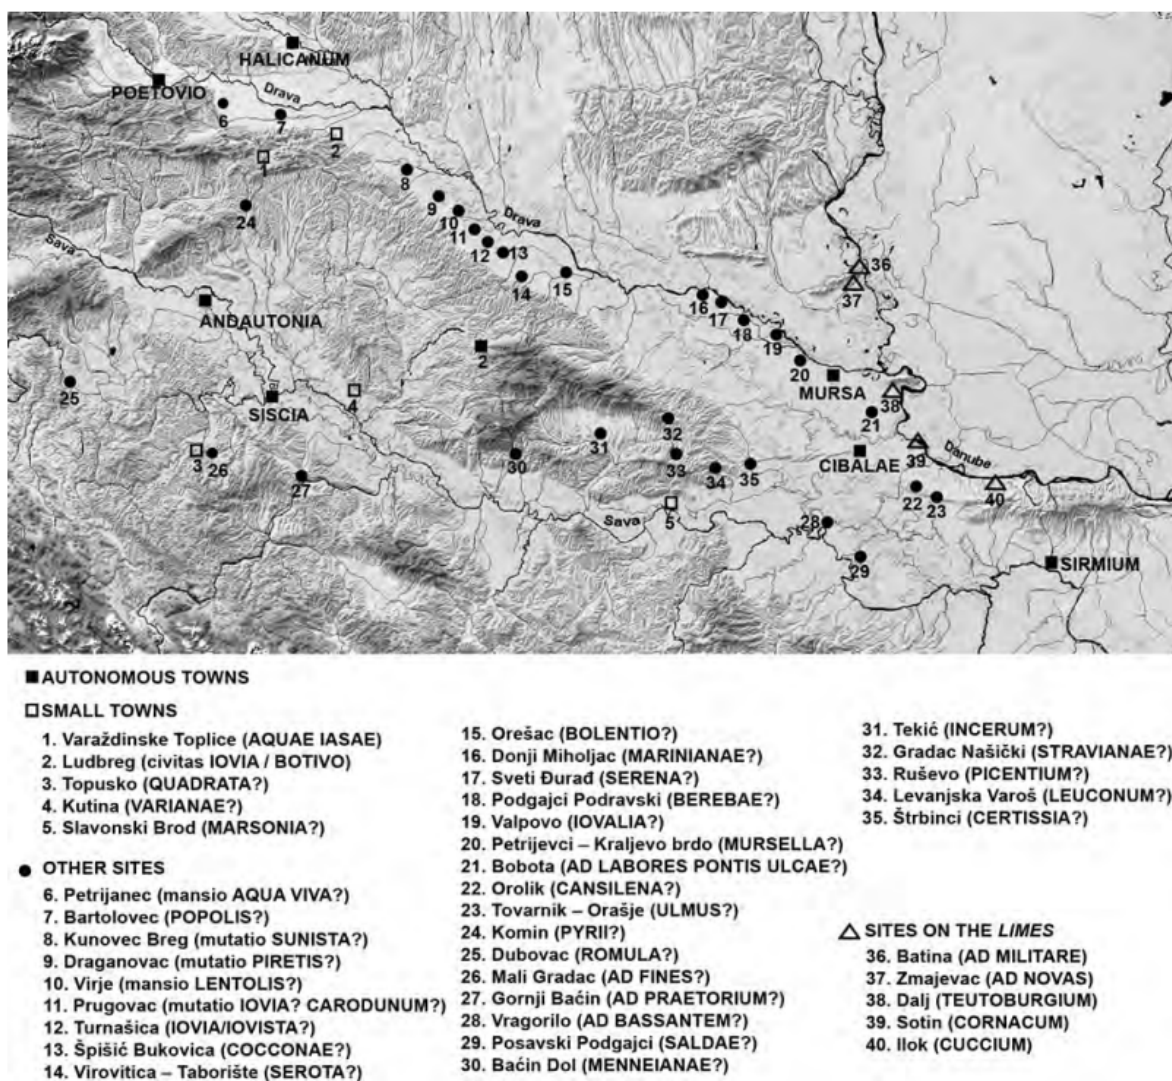 HALICANUM
POETOVIO
Drava
6
7
2
1
8
24
9
10
Drava
11
12
13
Sava
14
15
36
37
ANDAUTONIA
16
17
18
2
19
20
MURSA
25
SISCIA
4
38
21
32
31
CIBALAE
39
Danube
3
26
30
33
34
35
40
27
22
23
5
Sava
28
29
SIRMIUM
AUTONOMOUS TOWNS
SMALL TOWNS
1. Varaždinske Toplice (AQUAE IASAE)
2. Ludbreg (civitas IOVIA / BOTIVO)
3. Topusko (QUADRATA?)
4. Kutina (VARIANAE?)
5. Slavonski Brod (MARSONIA?)
OTHER SITES
6. Petrijanec (mansio AQUA VIVA?)
7. Bartolovec (POPOLIS?)
8. Kunovec Breg (mutatio SUNISTA?)
9. Draganovac (mutatio PIRETIS?)
10. Virje (mansio LENTOLIS?)
11. Prugovac (mutatio IOVIA? CARODUNUM?)
12. Turnašica (IOVIA/IOVISTA?)
13. Špišić Bukovica (COCCONAE?)
14. Virovitica – Taborište (SEROTA?)
15. Orešac (BOLENTIO?)
16. Donji Miholjac (MARINIANAE?)
17. Sveti Đurađ (SERENA?)
18. Podgajci Podravski (BEREBAE?)
19. Valpovo (IOVALIA?)
20. Petrijevci – Kraljevo brdo (MURSELLA?)
21. Bobota (AD LABORES PONTIS ULCAE?)
22. Orolik (CANSILENA?)
23. Tovarnik – Orašje (ULMUS?)
24. Komin (PYRII?)
25. Dubovac (ROMULA?)
26. Mali Gradac (AD FINES?)
27. Gornji Baćin (AD PRAETORIUM?)
28. Vragorilo (AD BASSANTEM?)
29. Posavski Podgajci (SALDAE?)
30. Baćin Dol (MENNEIANAE?)
31. Tekić (INCERUM?)
32. Gradac Našički (STRAVIANAE?)
33. Ruševo (PICENTIUM?)
34. Levanjska Varoš (LEUCONUM?)
35. Štrbinci (CERTISSIA?)
SITES ON THE LIMES
36. Batina (AD MILITARE)
37. Zmajevac (AD NOVAS)
38. Dalj (TEUTOBURGIUM)
39. Sotin (CORNACUM)
40. Ilok (CUCCIUM)